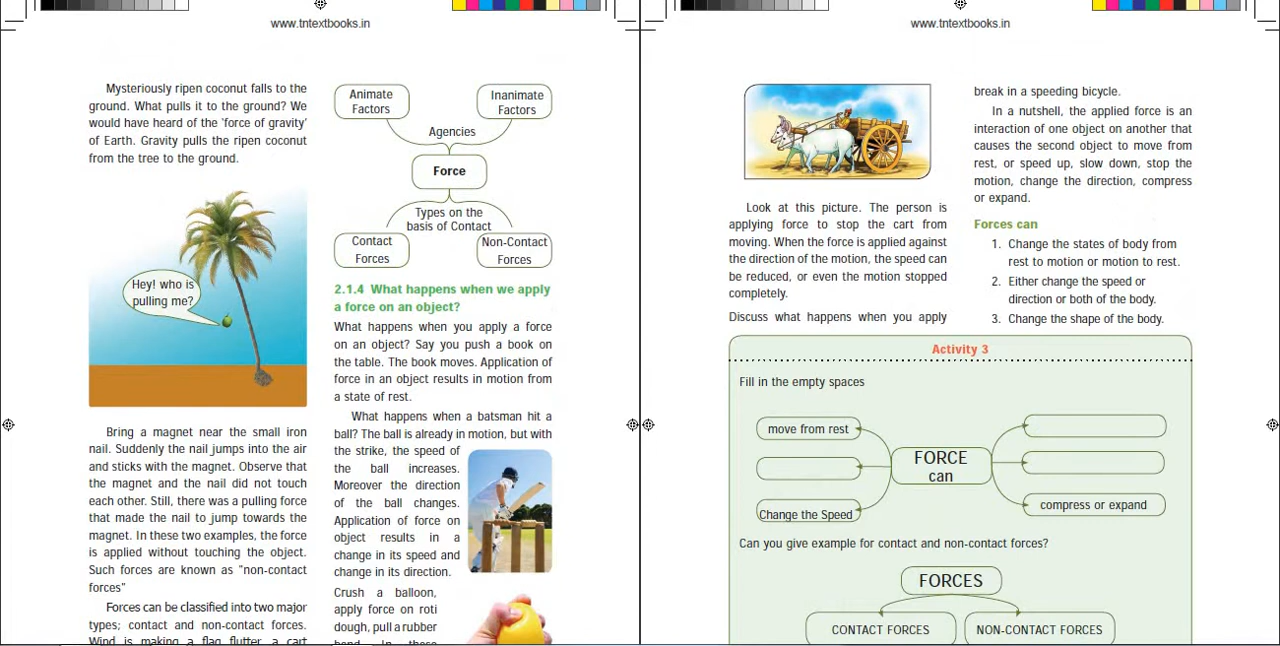 www.tntextbooks.in
Mysteriously ripen coconut falls to the
ground. What pulls it to the ground? We
would have heard of the 'force of gravity'
of Earth. Gravity pulls the ripen coconut
from the tree to the ground.
Hey! who is
pulling me?
Bring a magnet near the small iron
nail. Suddenly the nail jumps into the air
and sticks with the magnet. Observe that
the magnet and the nail did not touch
each other. Still, there was a pulling force
that made the nail to jump towards the
magnet. In these two examples, the force
is applied without touching the object.
Such forces are known as "non-contact
forces"
Forces can be classified into two major
types; contact and non-contact forces.
Wind is making a flag flutter, a cart
Animate
Factors
Inanimate
Factors
Agencies
Force
Types on the
basis of Contact
Contact
Forces
Non-Contact
Forces
2.1.4 What happens when we apply
a force on an object?
What happens when you apply a force
on an object? Say you push a book on
the table. The book moves. Application of
force in an object results in motion from
a state of rest.
What happens when a batsman hit a
ball? The ball is already in motion, but with
the strike, the speed of
the ball increases.
Moreover the direction
of the ball changes.
Application of force on
object results in a
change in its speed and
change in its direction.
Crush a balloon,
apply force on roti
dough, pull a rubber
band. In these
www.tntextbooks.in
Look at this picture. The person is
applying force to stop the cart from
moving. When the force is applied against
the direction of the motion, the speed can
be reduced, or even the motion stopped
completely.
Discuss what happens when you apply
break in a speeding bicycle.
In a nutshell, the applied force is an
interaction of one object on another that
causes the second object to move from
rest, or speed up, slow down, stop the
motion, change the direction, compress
or expand.
Forces can
1. Change the states of body from
rest to motion or motion to rest.
2. Either change the speed or
direction or both of the body.
3. Change the shape of the body.
Activity 3
Fill in the empty spaces
move from rest
FORCE
can
Change the Speed
compress or expand
Can you give example for contact and non-contact forces?
FORCES
CONTACT FORCES
NON-CONTACT FORCES